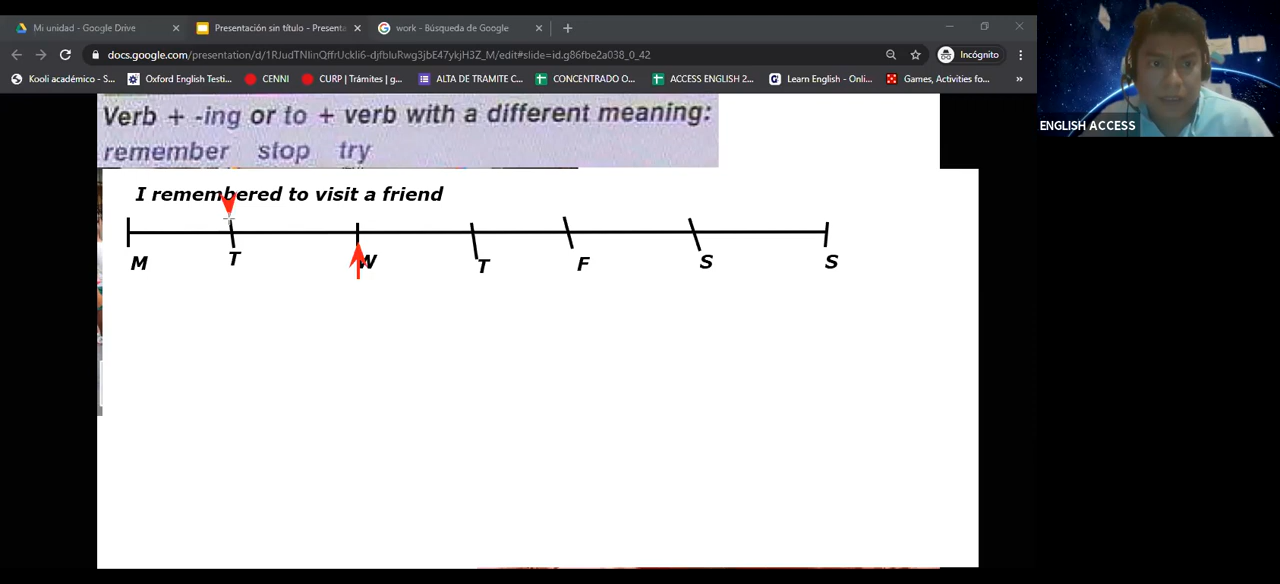 Mi unidad - Google Drive
Presentación sin título - Presenta
work - Búsqueda de Google
docs.google.com/presentation/d/1RJudTNIinQffrUckli6-djfbIuRwg3jbE47ykjH3Z_M/edit#slide=id.g86fbe2a038_0_42
Incógnito
Kooli académico - S...
Oxford English Testi...
CENNI
CURP | Trámites | g...
ALTA DE TRAMITE C...
CONCENTRADO O...
ACCESS ENGLISH 2...
Learn English - Onli...
Games, Activities fo...
»
ENGLISH ACCESS
Verb + -ing or to + verb with a different meaning:
remember stop try
I remembered to visit a friend
M T W T F S S